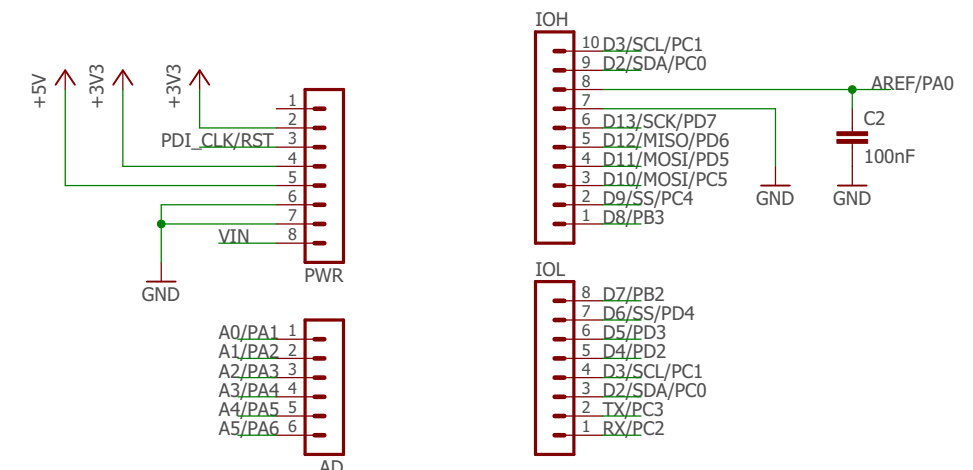 +5V
+3V3
+3V3
1
2
PDI_CLK/RST 3
4
5
6
7
VIN 8
PWR
GND
A0/PA1 1
A1/PA2 2
A2/PA3 3
A3/PA4 4
A4/PA5 5
A5/PA6 6
AD
IOH
10 D3/SCL/PC1
9 D2/SDA/PC0
8 AREF/PA0
7
6 D13/SCK/PD7
5 D12/MISO/PD6
4 D11/MOSI/PD5
3 D10/MOSI/PC5
2 D9/SS/PC4
1 D8/PB3
GND
C2
100nF
GND
IOL
8 D7/PB2
7 D6/SS/PD4
6 D5/PD3
5 D4/PD2
4 D3/SCL/PC1
3 D2/SDA/PC0
2 TX/PC3
1 RX/PC2